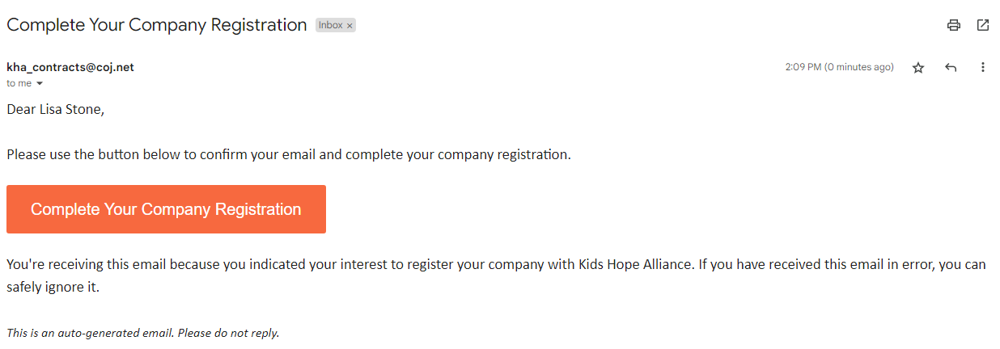 Complete Your Company Registration Inbox ×
kha_contracts@coj.net 2:09 PM (0 minutes ago)
to me
Dear Lisa Stone,
Please use the button below to confirm your email and complete your company registration.
Complete Your Company Registration
You're receiving this email because you indicated your interest to register your company with Kids Hope Alliance. If you have received this email in error, you can
safely ignore it.
This is an auto-generated email. Please do not reply.